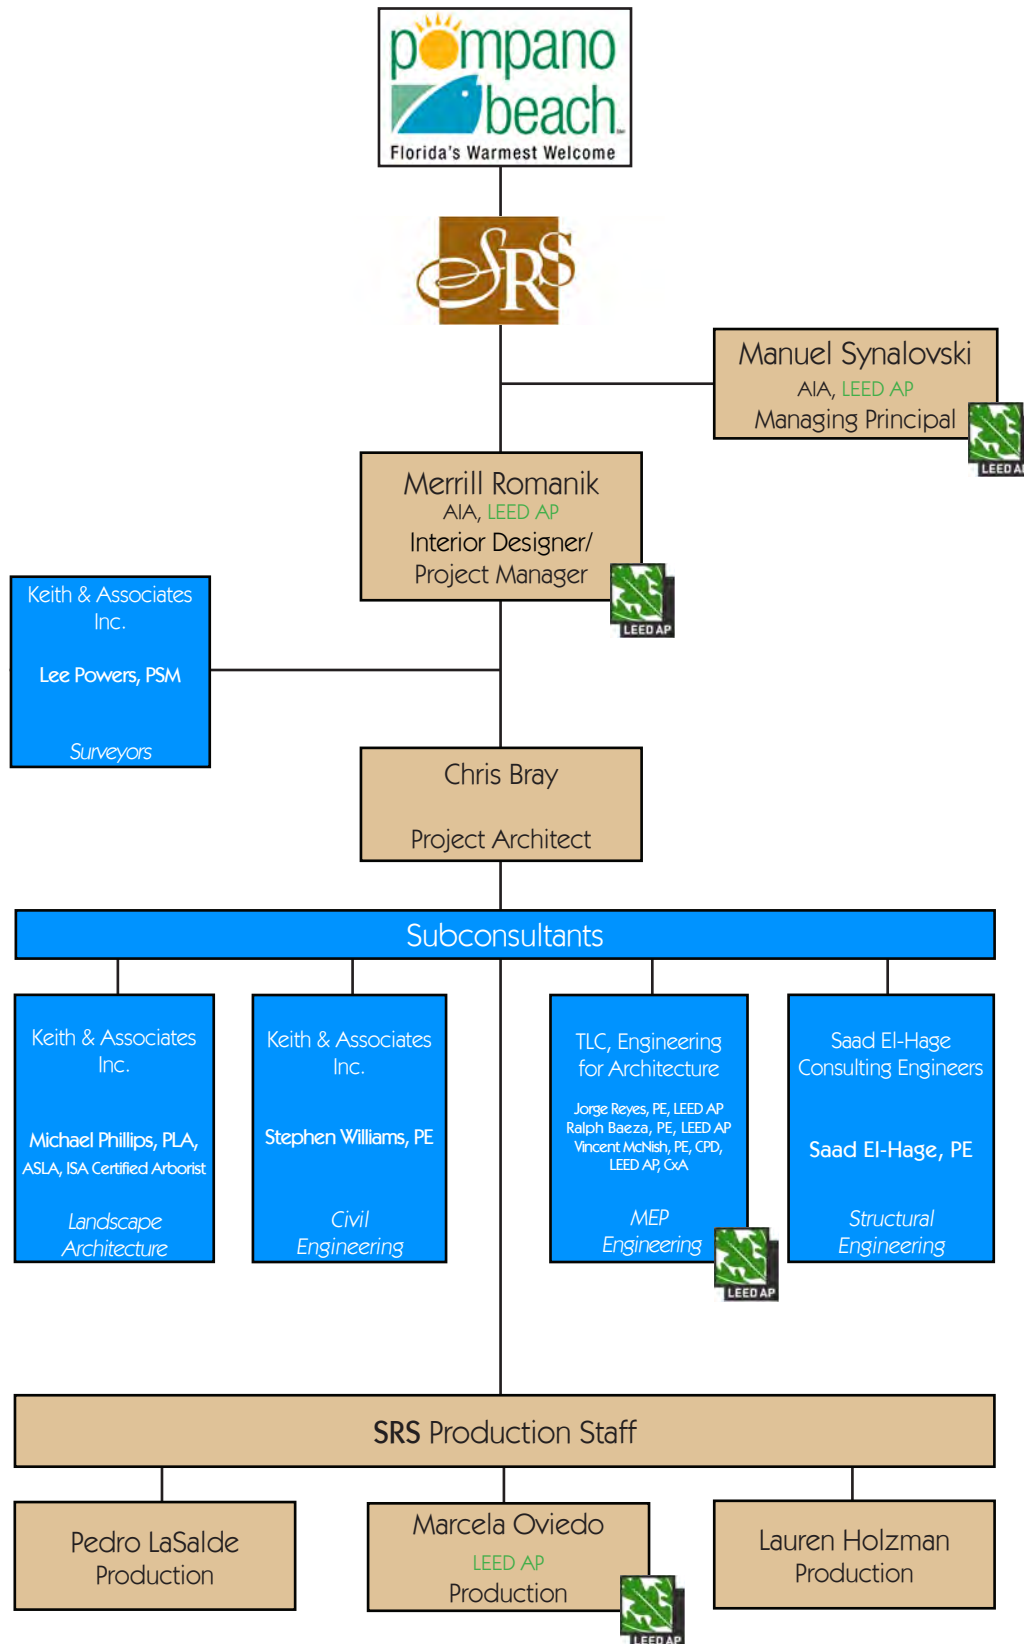 pompano
beach
Florida's Warmest Welcome
SRS
Manuel Synalovski
AIA, LEED AP
Managing Principal
LEED AP
Merrill Romanik
AIA, LEED AP
Interior Designer/
Project Manager
LEED AP
Keith & Associates
Inc.
Lee Powers, PSM
Surveyors
Chris Bray
Project Architect
Subconsultants
Keith & Associates
Inc.
Michael Phillips, PLA,
ASLA, ISA Certified Arborist
Landscape
Architecture
Keith & Associates
Inc.
Stephen Williams, PE
Civil
Engineering
TLC, Engineering
for Architecture
Jorge Reyes, PE, LEED AP
Ralph Baeza, PE, LEED AP
Vincent McNish, PE, CPD,
LEED AP, CxA
MEP
Engineering
LEED AP
Saad El-Hage
Consulting Engineers
Saad El-Hage, PE
Structural
Engineering
SRS Production Staff
Pedro LaSalde
Production
Marcela Oviedo
LEED AP
Production
LEED AP
Lauren Holzman
Production